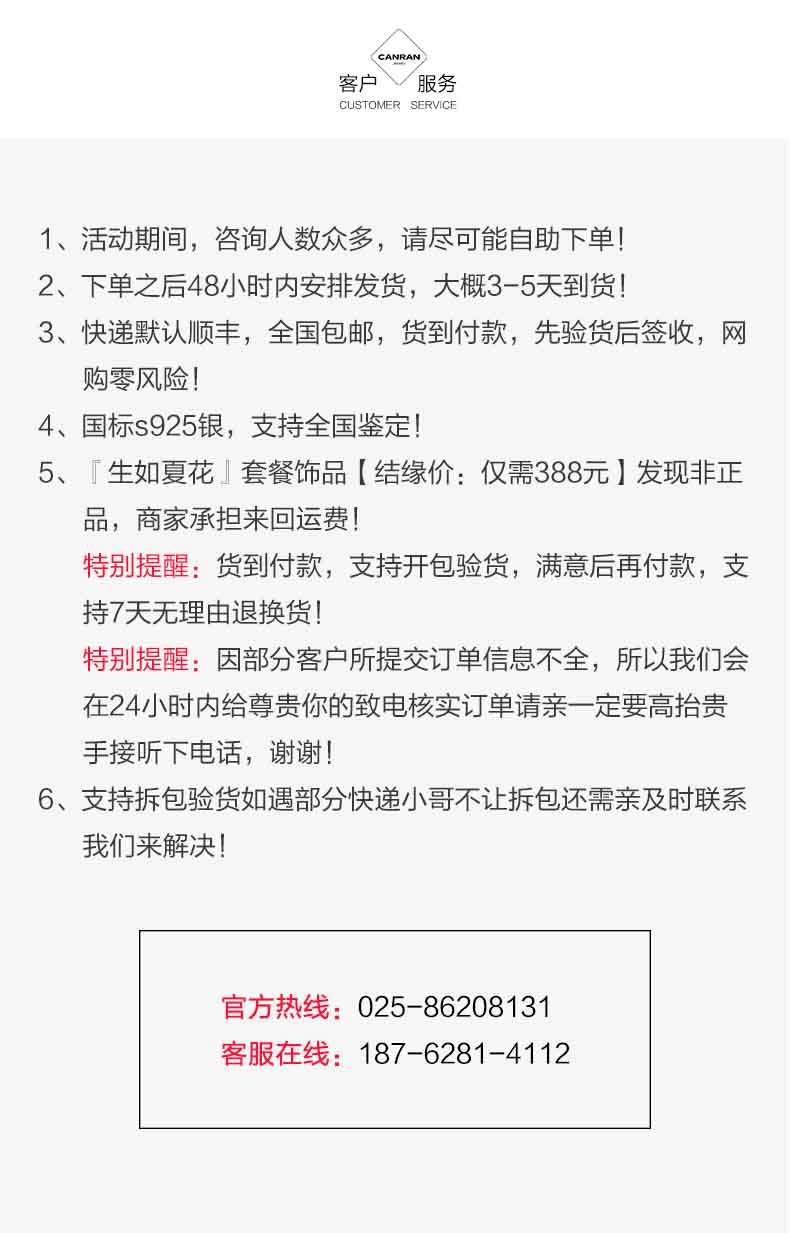 CANRAN
Jewelry
客户 服务
CUSTOMER SERVICE
1、活动期间，咨询人数众多，请尽可能自助下单！
2、下单之后48小时内安排发货，大概3-5天到货！
3、快递默认顺丰，全国包邮，货到付款，先验货后签收，网
购零风险！
4、国标s925银，支持全国鉴定！
5、『生如夏花』套餐饰品【结缘价：仅需388元】发现非正
品，商家承担来回运费！
特别提醒：货到付款，支持开包验货，满意后再付款，支
持7天无理由退换货！
特别提醒：因部分客户所提交订单信息不全，所以我们会
在24小时内给尊贵你的致电核实订单请亲一定要高抬贵
手接听下电话，谢谢！
6、支持拆包验货如遇部分快递小哥不让拆包还需亲及时联系
我们来解决！
官方热线：025-86208131
客服在线：187-6281-4112